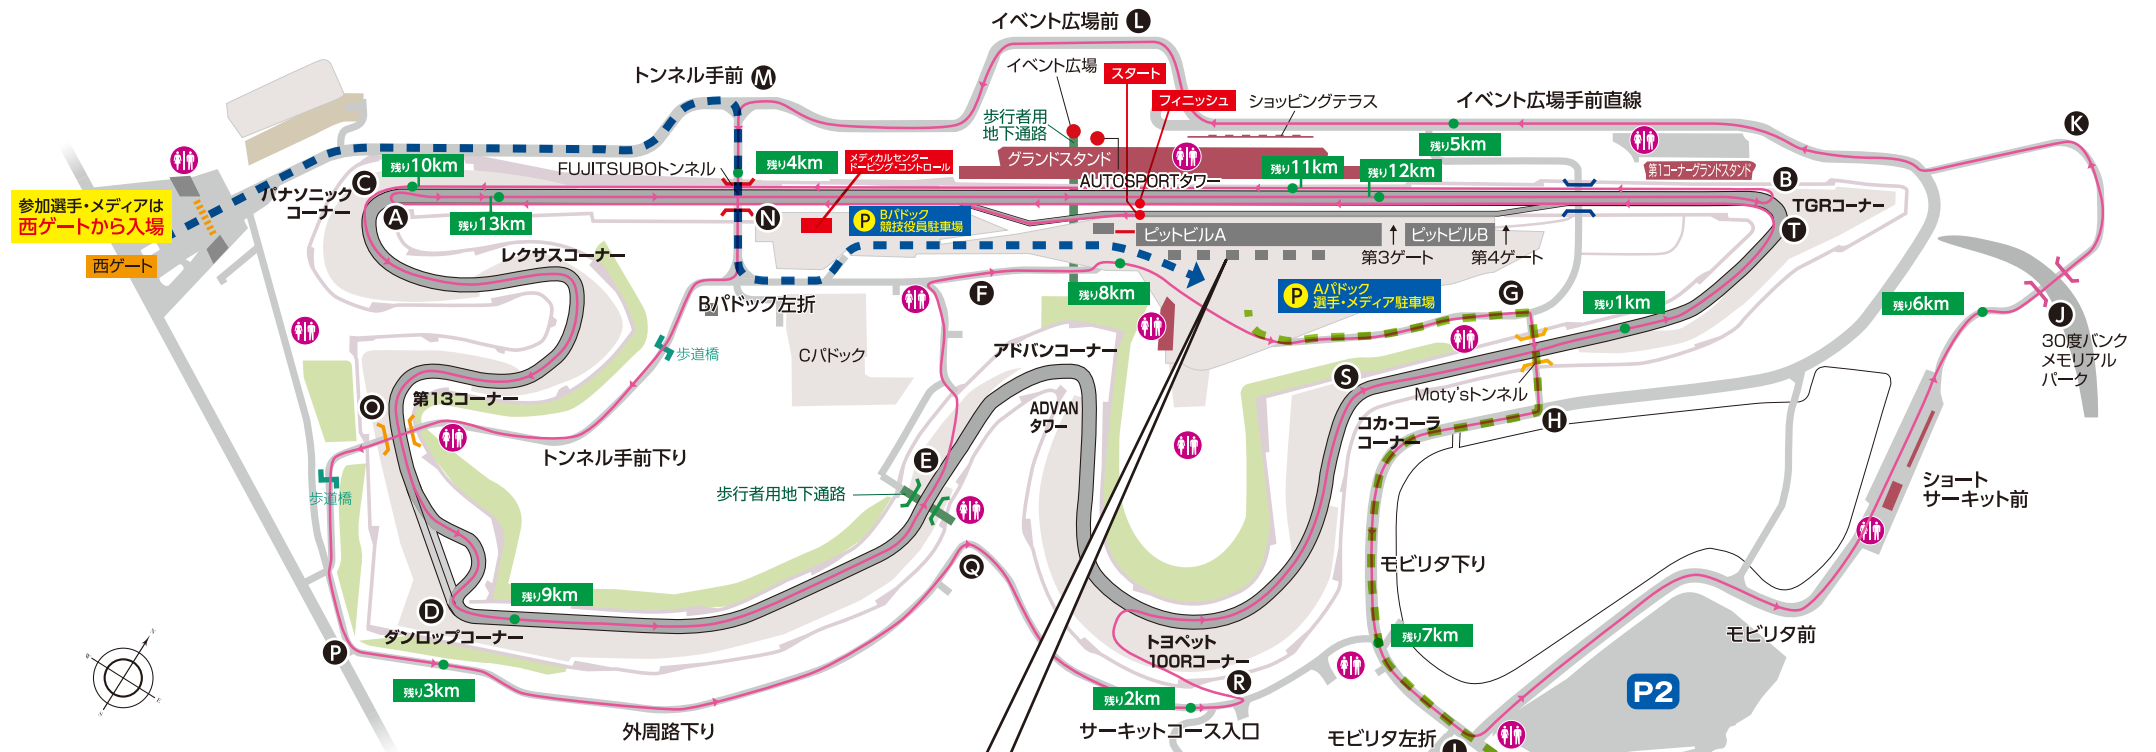 イベント広場前 L
トンネル手前 M
イベント広場
スタート
フィニッシュ
ショッピングテラス
イベント広場手前直線
K
歩行者用
地下通路
残り5km
残り10km
FUJITSUBOトンネル
残り4km
メディカルセンター
ドーピング・コントロール
グランドスタンド
AUTOSPORTタワー
残り11km
残り12km
第1コーナーグランドスタンド
B
TGRコーナー
T
参加選手・メディアは
西ゲートから入場
西ゲート
パナソニック
コーナー
C
A
残り13km
N
P Bパドック
競技役員駐車場
ピットビルA
ピットビルB
第3ゲート
第4ゲート
レクサスコーナー
Bパドック左折
F
残り8km
P Aパドック
選手・メディア駐車場
G
残り1km
残り6km
J
30度バンク
メモリアル
パーク
歩道橋
Cパドック
アドバンコーナー
ADVAN
タワー
S
Moty'sトンネル
H
コカ・コーラ
コーナー
O
第13コーナー
トンネル手前下り
歩道橋
E
歩行者用地下通路
ショート
サーキット前
Q
モビリタ下り
残り9km
D
ダンロップコーナー
P
残り3km
外周路下り
トヨペット
100Rコーナー
R
残り2km
サーキットコース入口
残り7km
モビリタ前
P2
モビリタ左折 I